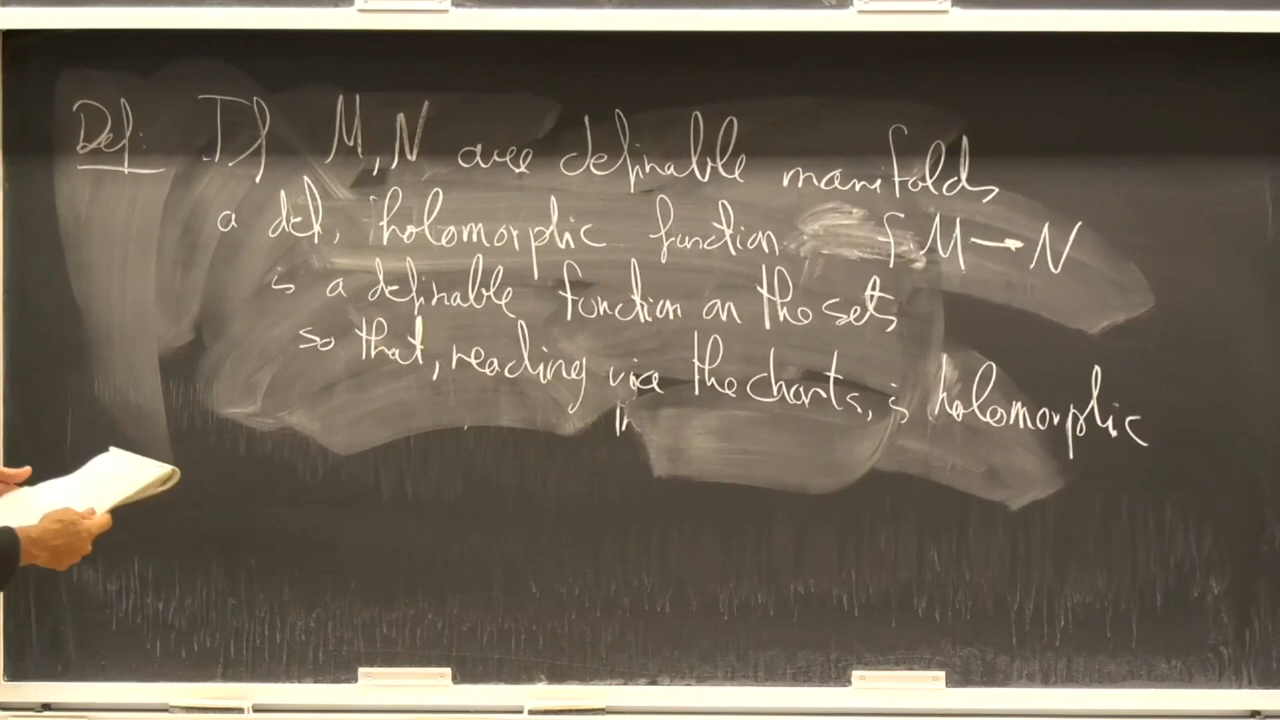 Def: If M, N are definable manifolds
a def. holomorphic function f M → N
is a definable function on the sets
so that, reading via the charts, is holomorphic
in